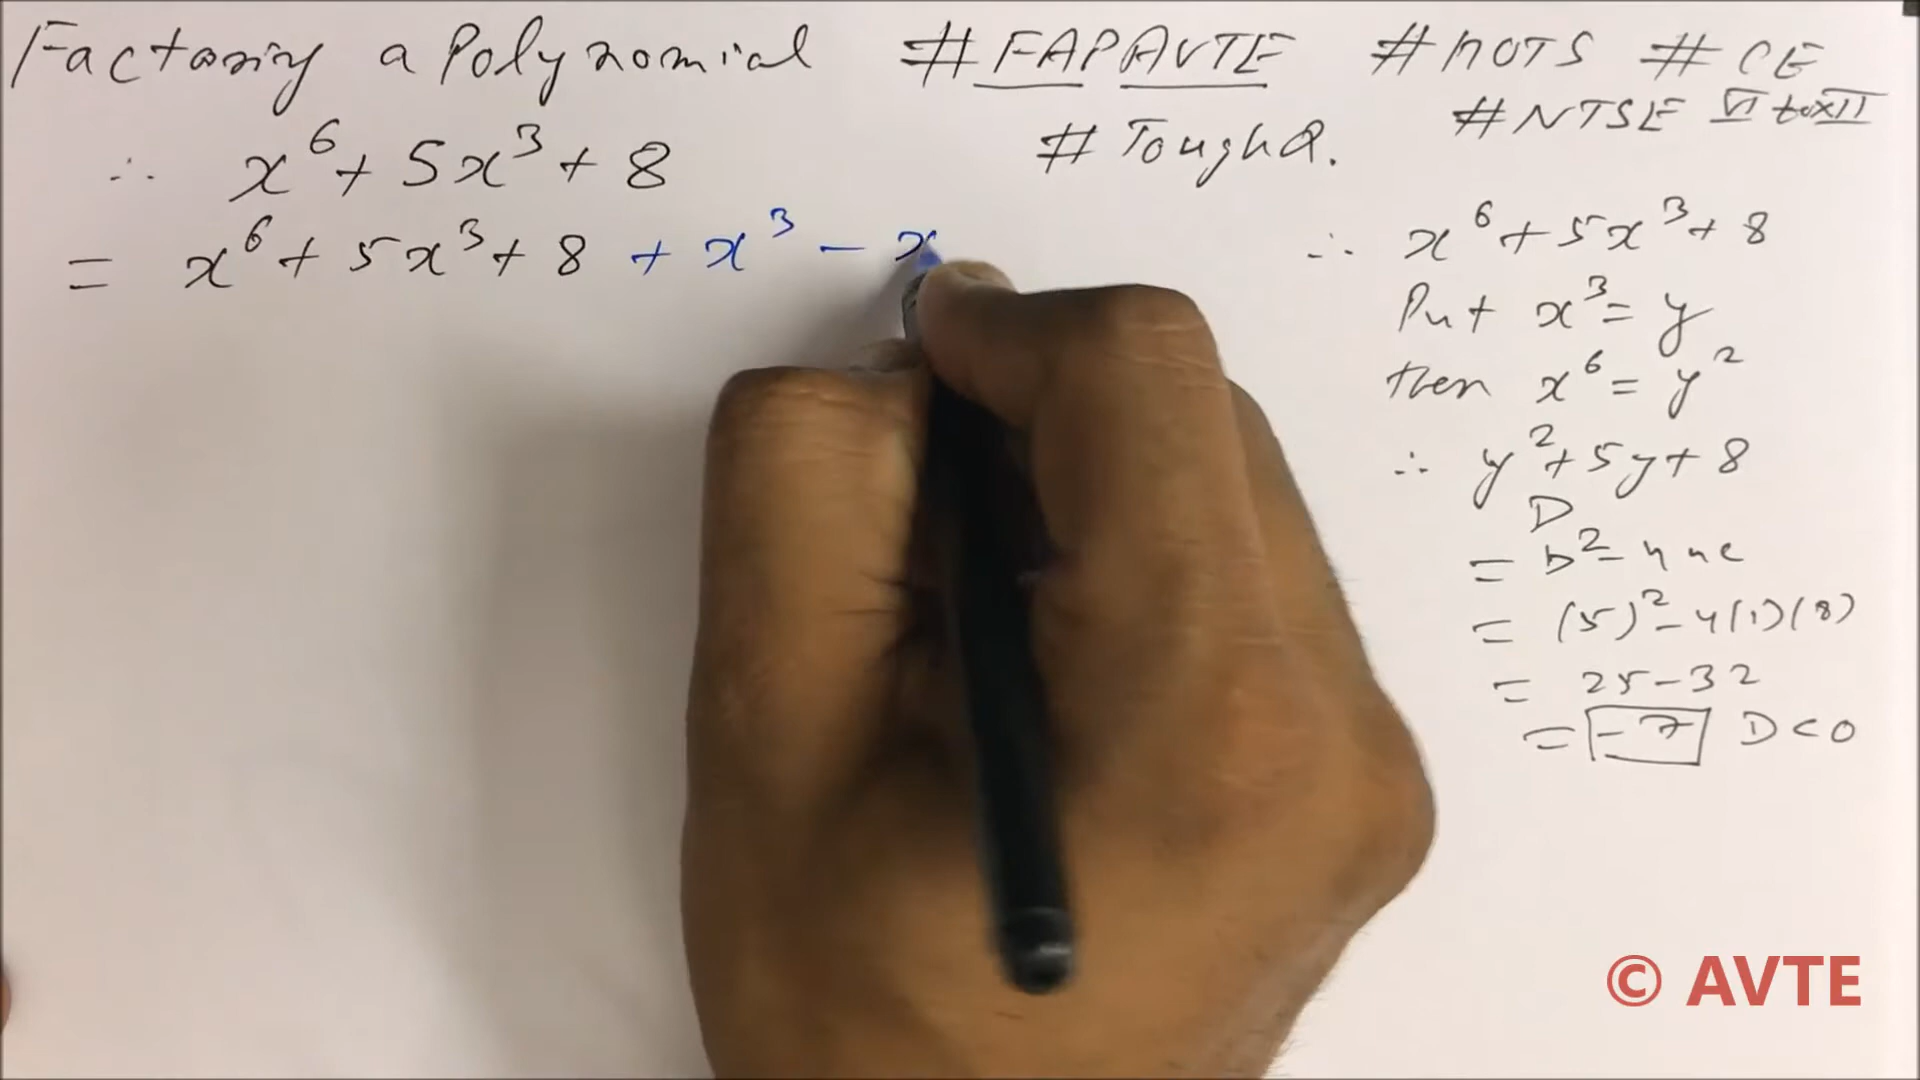 Factoring a Polynomial #FAPAVTE #HOTS #CE
#NTSE VI to XII
#Tough Q.
∴ x⁶ + 5x³ + 8
= x⁶ + 5x³ + 8 + x³ - x
∴ x⁶ + 5x³ + 8
Put x³ = y
then x⁶ = y²
∴ y² + 5y + 8
D
= b² - 4ac
= (5)² - 4(1)(8)
= 25 - 32
= -7 D < 0
© AVTE